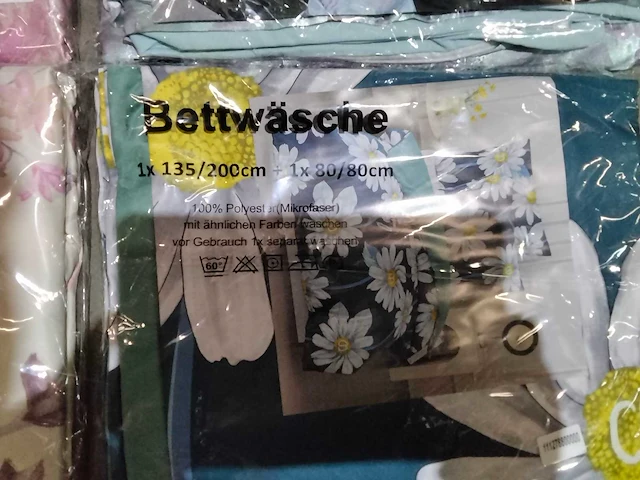 Bettwäsche
1x 135/200cm + 1x 80/80cm
100% Polyester(Mikrofaser)
mit ähnlichen Farben waschen
vor Gebrauch 1x separat waschen
60°